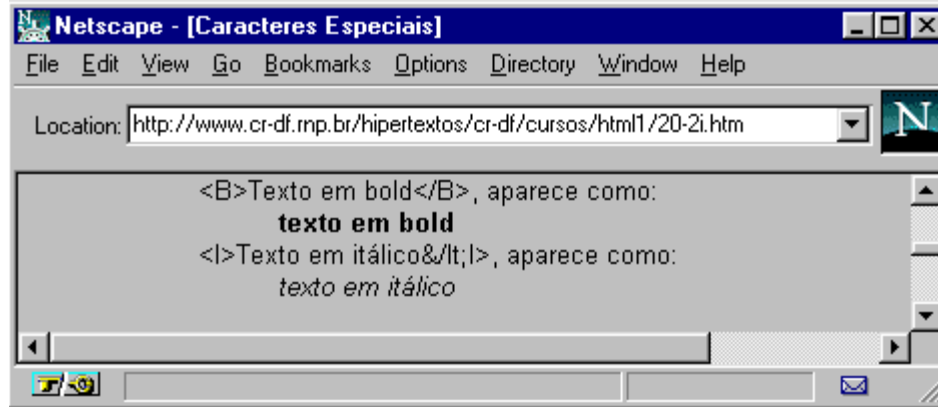 Netscape - [Caracteres Especiais]
File Edit View Go Bookmarks Options Directory Window Help
Location: http://www.cr-df.rnp.br/hipertextos/cr-df/cursos/html1/20-2i.htm
N
<B>Texto em bold</B>, aparece como:
texto em bold
<I>Texto em itálico&/lt;I>, aparece como:
texto em itálico